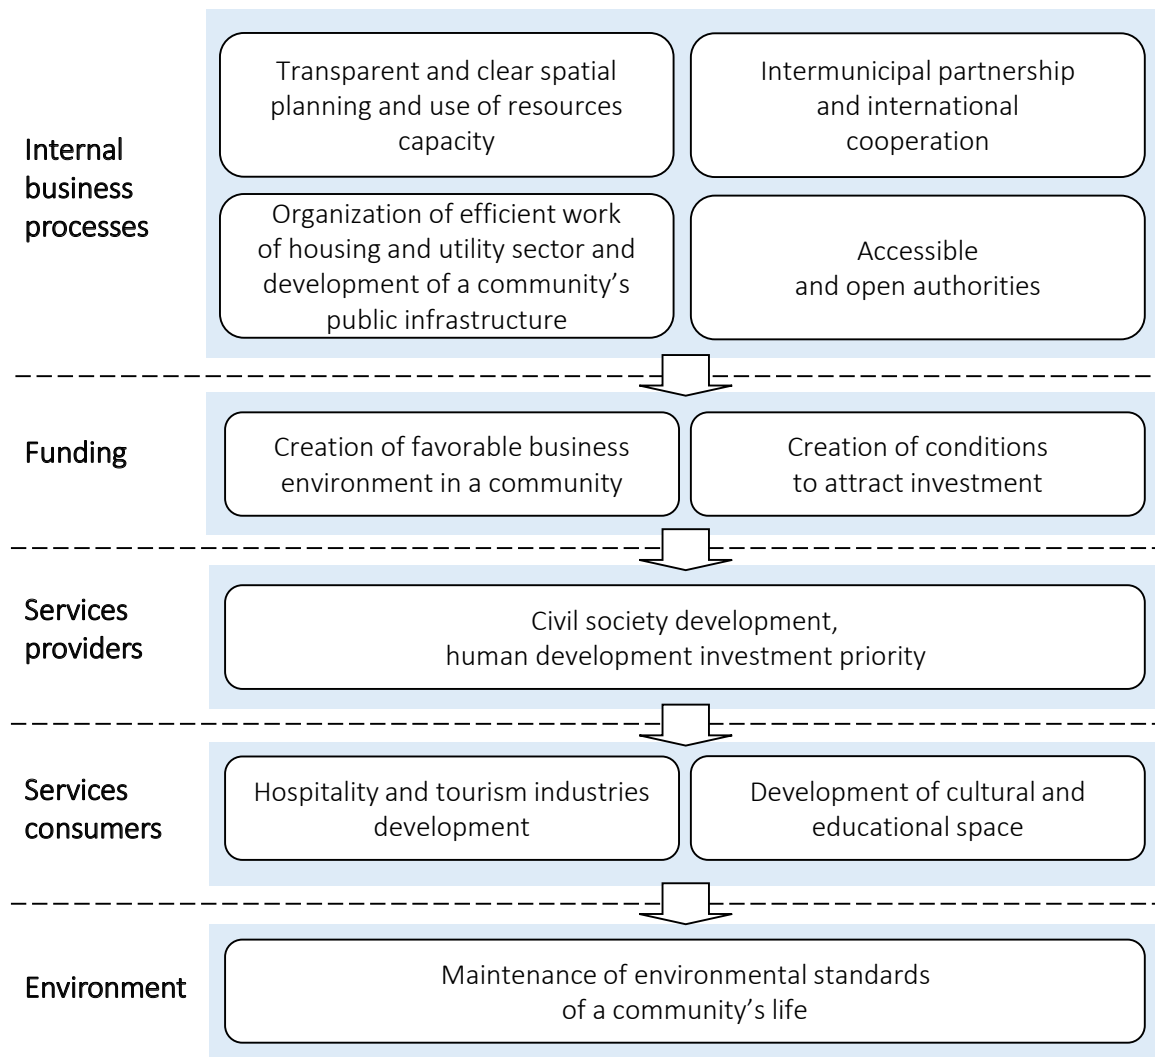 Internal
business
processes
Transparent and clear spatial
planning and use of resources
capacity
Intermunicipal partnership
and international
cooperation
Organization of efficient work
of housing and utility sector and
development of a community’s
public infrastructure
Accessible
and open authorities
Funding
Creation of favorable business
environment in a community
Creation of conditions
to attract investment
Services
providers
Civil society development,
human development investment priority
Services
consumers
Hospitality and tourism industries
development
Development of cultural and
educational space
Environment
Maintenance of environmental standards
of a community’s life